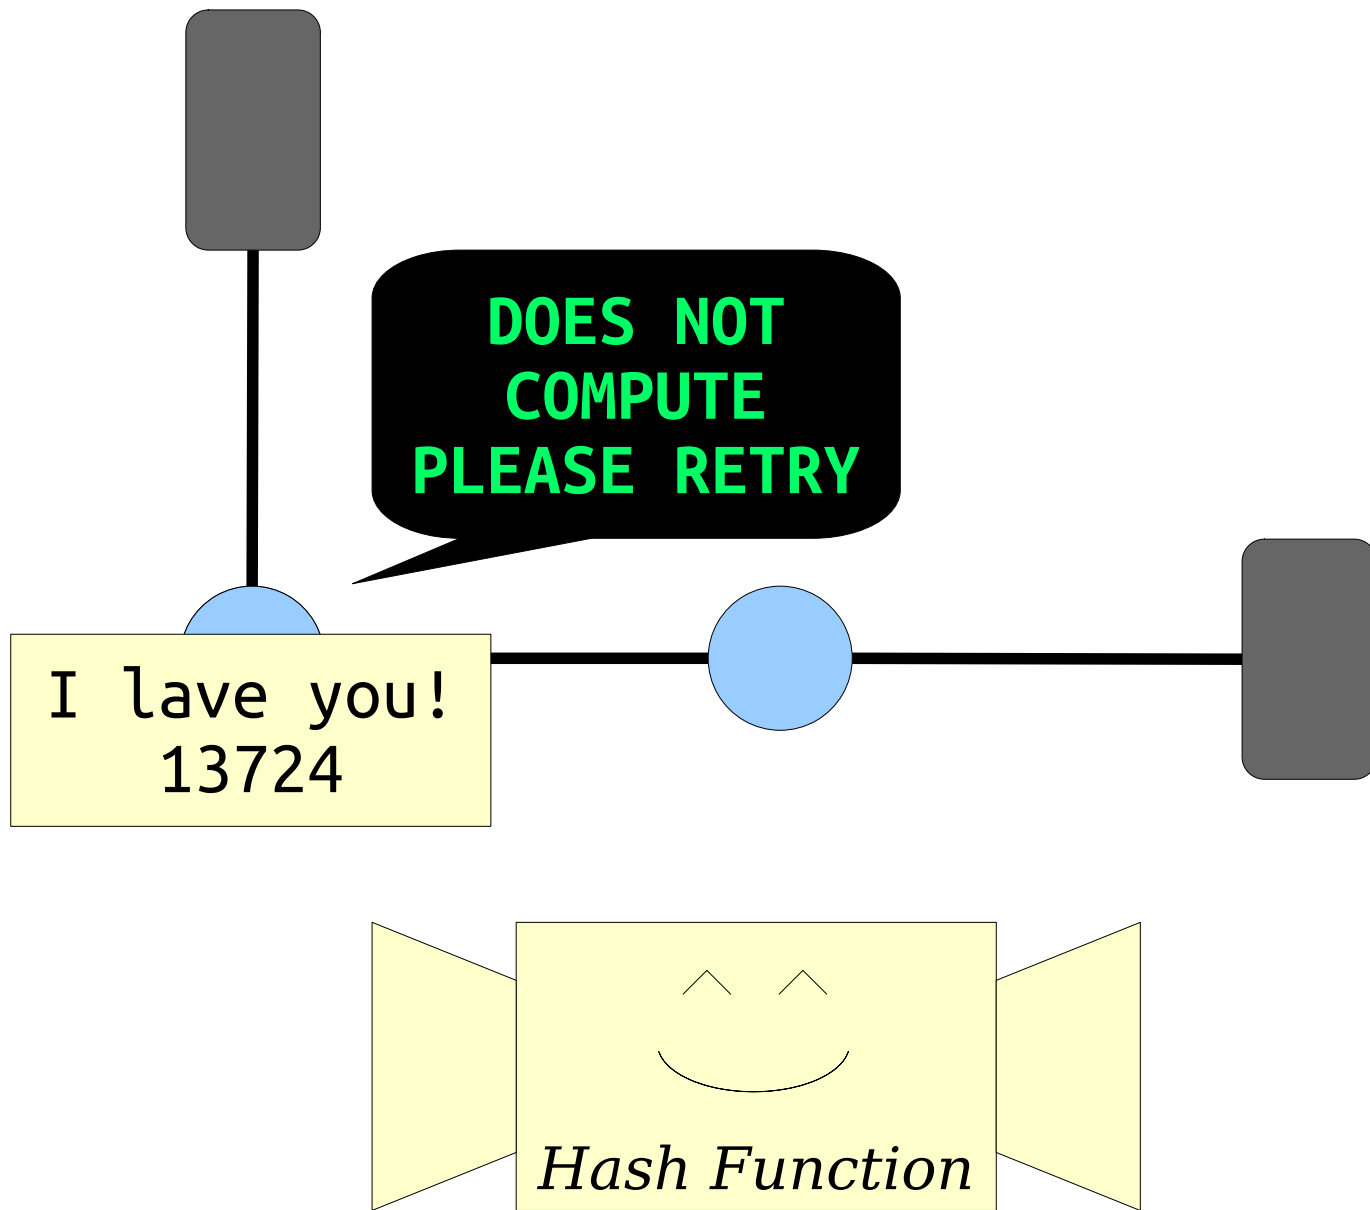 DOES NOT
COMPUTE
PLEASE RETRY
I lave you!
13724
Hash Function